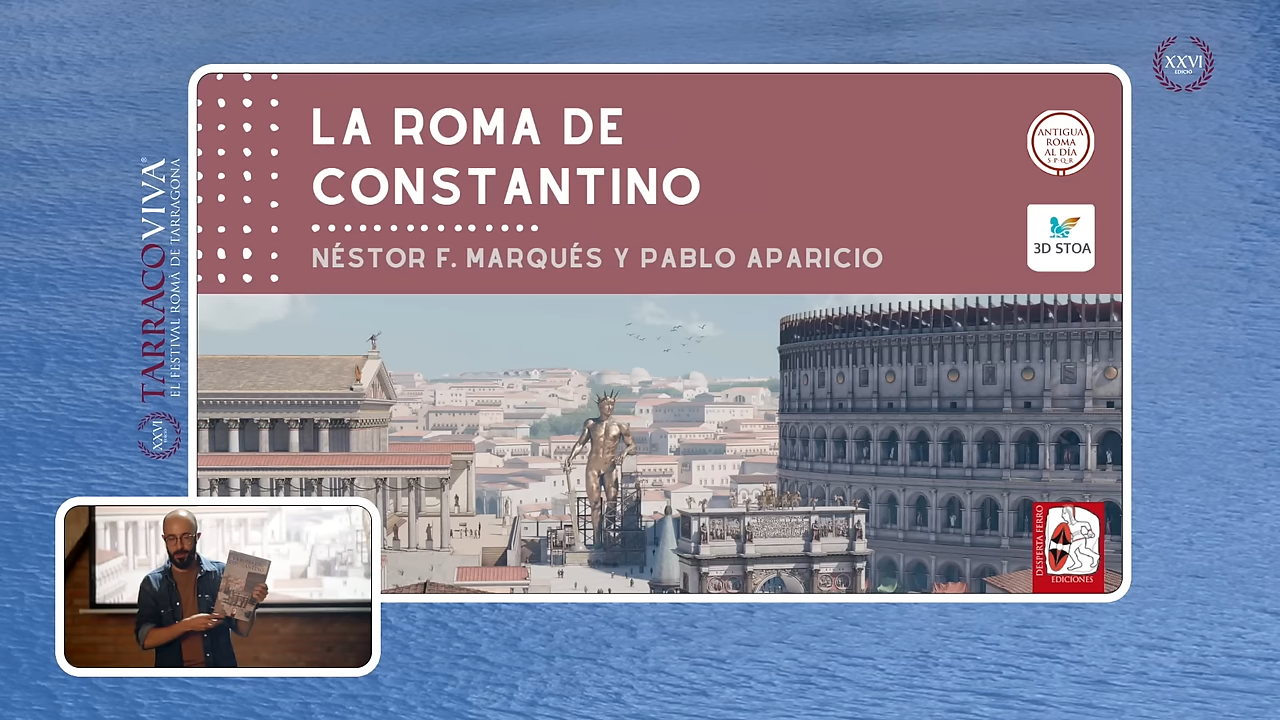 LA ROMA DE
CONSTANTINO
NÉSTOR F. MARQUÉS Y PABLO APARICIO
ANTIGUA
ROMA
AL DÍA
S·P·Q·R
3D STOA
DESPERTA FERRO
EDICIONES
XXVI
EDICIÓ
TARRACOVIVA®
EL FESTIVAL ROMÀ DE TARRAGONA
XXVI